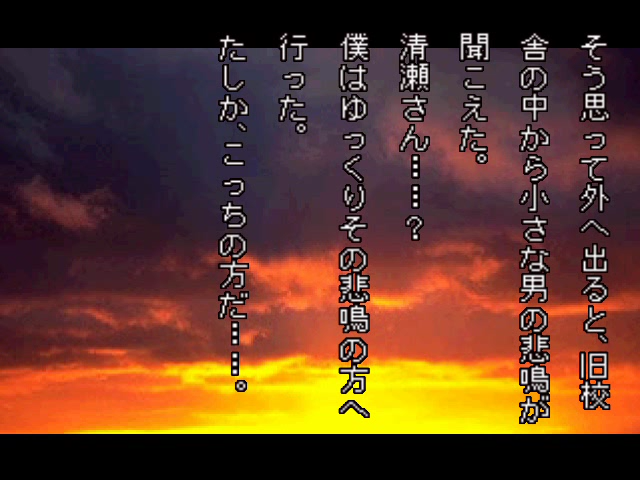 そう思って外へ出ると、旧校
舎の中から小さな男の悲鳴が
聞こえた。
清瀬さん……？
僕はゆっくりその悲鳴の方へ
行った。
たしか、こっちの方だ……。